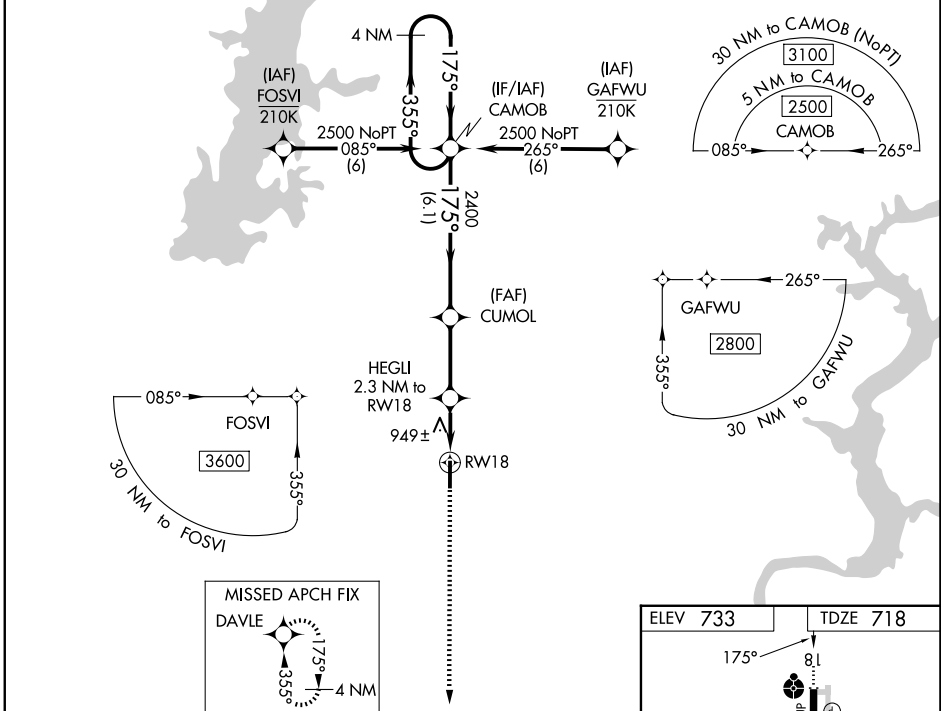 4 NM
175°
355°
(IAF)
FOSVI
210K
2500 NoPT
085°
(6)
(IF/IAF)
CAMOB
(IAF)
GAFWU
210K
2500 NoPT
265°
(6)
30 NM to CAMOB (NoPT)
3100
5 NM to CAMOB
2500
CAMOB
085°
265°
2400
175°
(6.1)
(FAF)
CUMOL
265°
GAFWU
2800
355°
30 NM to GAFWU
HEGLI
2.3 NM to
RW18
949±
RW18
085°
FOSVI
3600
355°
30 NM to FOSVI
MISSED APCH FIX
DAVLE
175°
355°
4 NM
ELEV 733
TDZE 718
175°
18